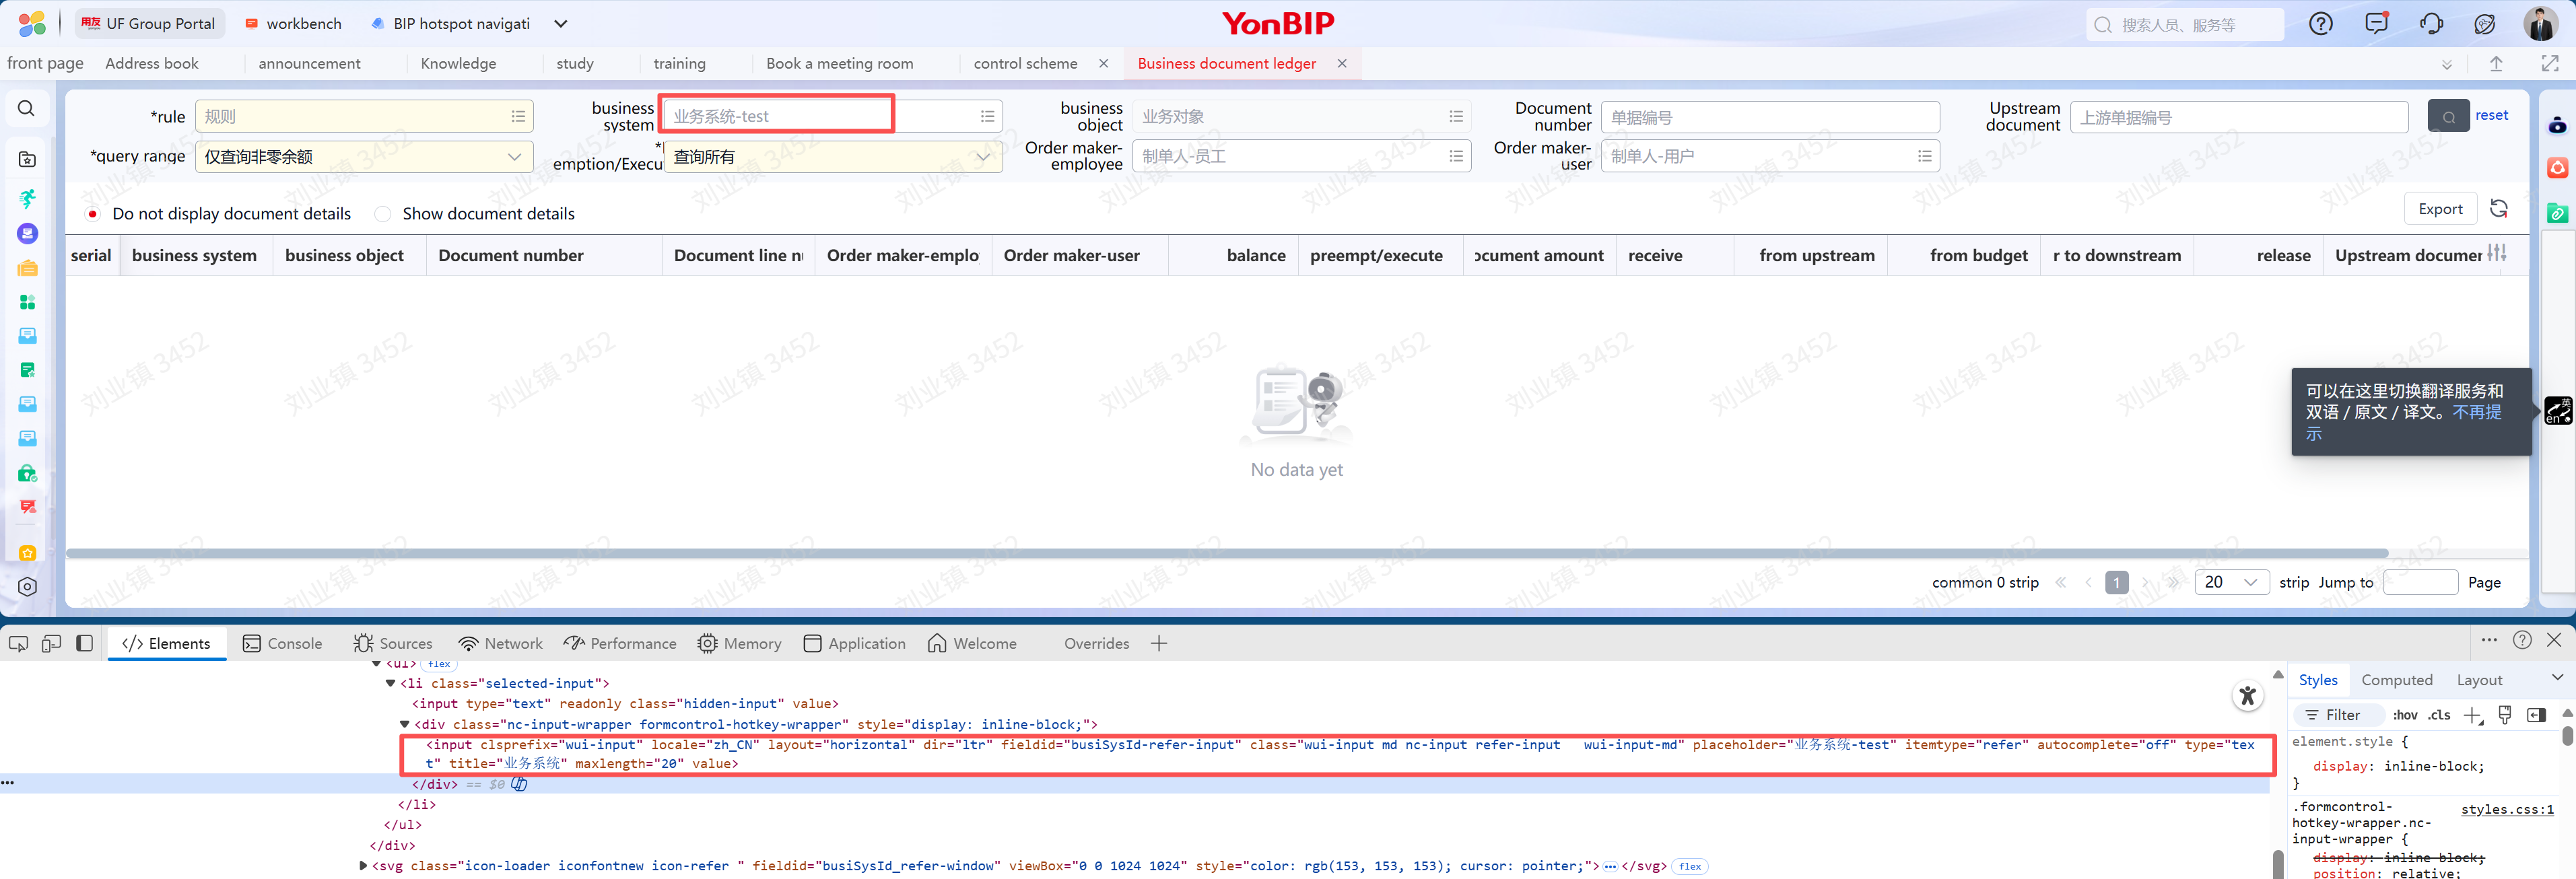 用友 UF Group Portal
workbench
BIP hotspot navigati
YonBIP
搜索人员、服务等
front page
Address book
announcement
Knowledge
study
training
Book a meeting room
control scheme
Business document ledger
*rule
规则
business system
业务系统-test
business object
业务对象
Document number
单据编号
Upstream document
上游单据编号
reset
*query range
仅查询非零余额
emption/Execu
查询所有
Order maker-employee
制单人-员工
Order maker-user
制单人-用户
Do not display document details
Show document details
Export
serial
business system
business object
Document number
Document line nu
Order maker-emplo
Order maker-user
balance
preempt/execute
ocument amount
receive
from upstream
from budget
r to downstream
release
Upstream documer
刘业镇 3452
No data yet
可以在这里切换翻译服务和
双语 / 原文 / 译文。不再提
示
英
en
common 0 strip
1
20
strip
Jump to
Page
Elements
Console
Sources
Network
Performance
Memory
Application
Welcome
Overrides
<ul> flex
<li class="selected-input">
<input type="text" readonly class="hidden-input" value>
<div class="nc-input-wrapper formcontrol-hotkey-wrapper" style="display: inline-block;">
<input clsprefix="wui-input" locale="zh_CN" layout="horizontal" dir="ltr" fieldid="busiSysId-refer-input" class="wui-input md nc-input refer-input   wui-input-md" placeholder="业务系统-test" itemtype="refer" autocomplete="off" type="tex
t" title="业务系统" maxlength="20" value>
</div> == $0
</li>
</ul>
</div>
<svg class="icon-loader iconfontnew icon-refer " fieldid="busiSysId_refer-window" viewBox="0 0 1024 1024" style="color: rgb(153, 153, 153); cursor: pointer;">…</svg> flex
Styles
Computed
Layout
Filter
:hov
.cls
element.style {
display: inline-block;
}
.formcontrol-
styles.css:1
hotkey-wrapper.nc-
input-wrapper {
display: inline-block;
position: relative;